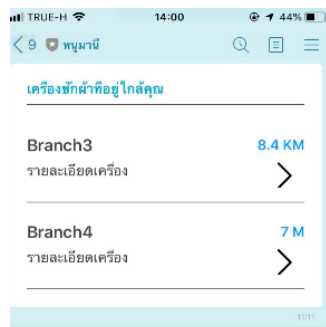 TRUE-H 14:00 44%
9 หนุมานี
เครื่องซักผ้าที่อยู่ใกล้คุณ
Branch3 8.4 KM
รายละเอียดเครื่อง
Branch4 7 M
รายละเอียดเครื่อง
11:11